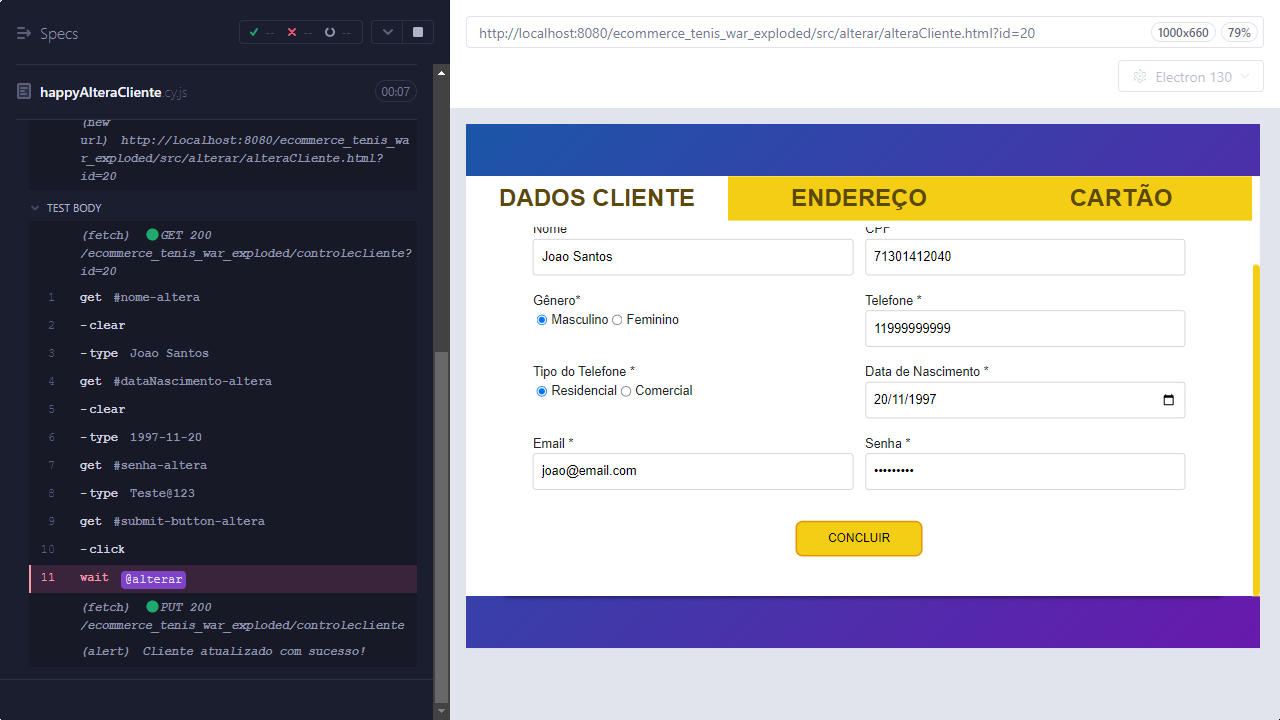 Specs
-- -- --
happyAlteraCliente.cy.js
00:07
(new
url) http://localhost:8080/ecommerce_tenis_wa
r_exploded/src/alterar/alteraCliente.html?
id=20
TEST BODY
(fetch) GET 200
/ecommerce_tenis_war_exploded/controlecliente?
id=20
1 get #nome-altera
2 -clear
3 -type Joao Santos
4 get #dataNascimento-altera
5 -clear
6 -type 1997-11-20
7 get #senha-altera
8 -type Teste@123
9 get #submit-button-altera
10 -click
11 wait @alterar
(fetch) PUT 200
/ecommerce_tenis_war_exploded/controlecliente
(alert) Cliente atualizado com sucesso!
http://localhost:8080/ecommerce_tenis_war_exploded/src/alterar/alteraCliente.html?id=20
1000x660
79%
Electron 130
DADOS CLIENTE
ENDEREÇO
CARTÃO
Nome
CPF
Joao Santos
71301412040
Gênero*
Telefone *
Masculino Feminino
11999999999
Tipo do Telefone *
Data de Nascimento *
Residencial Comercial
20/11/1997
Email *
Senha *
joao@email.com
•••••••••
CONCLUIR